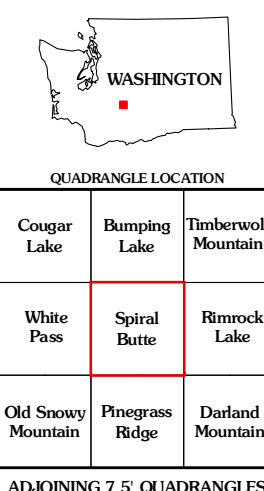 WASHINGTON
QUADRANGLE LOCATION
Cougar Bumping Timberwol
Lake Lake Mountain
White Spiral Rimrock
Pass Butte Lake
Old Snowy Pinegrass Darland
Mountain Ridge Mountain
ADJOINING 7.5' QUADRANGLES